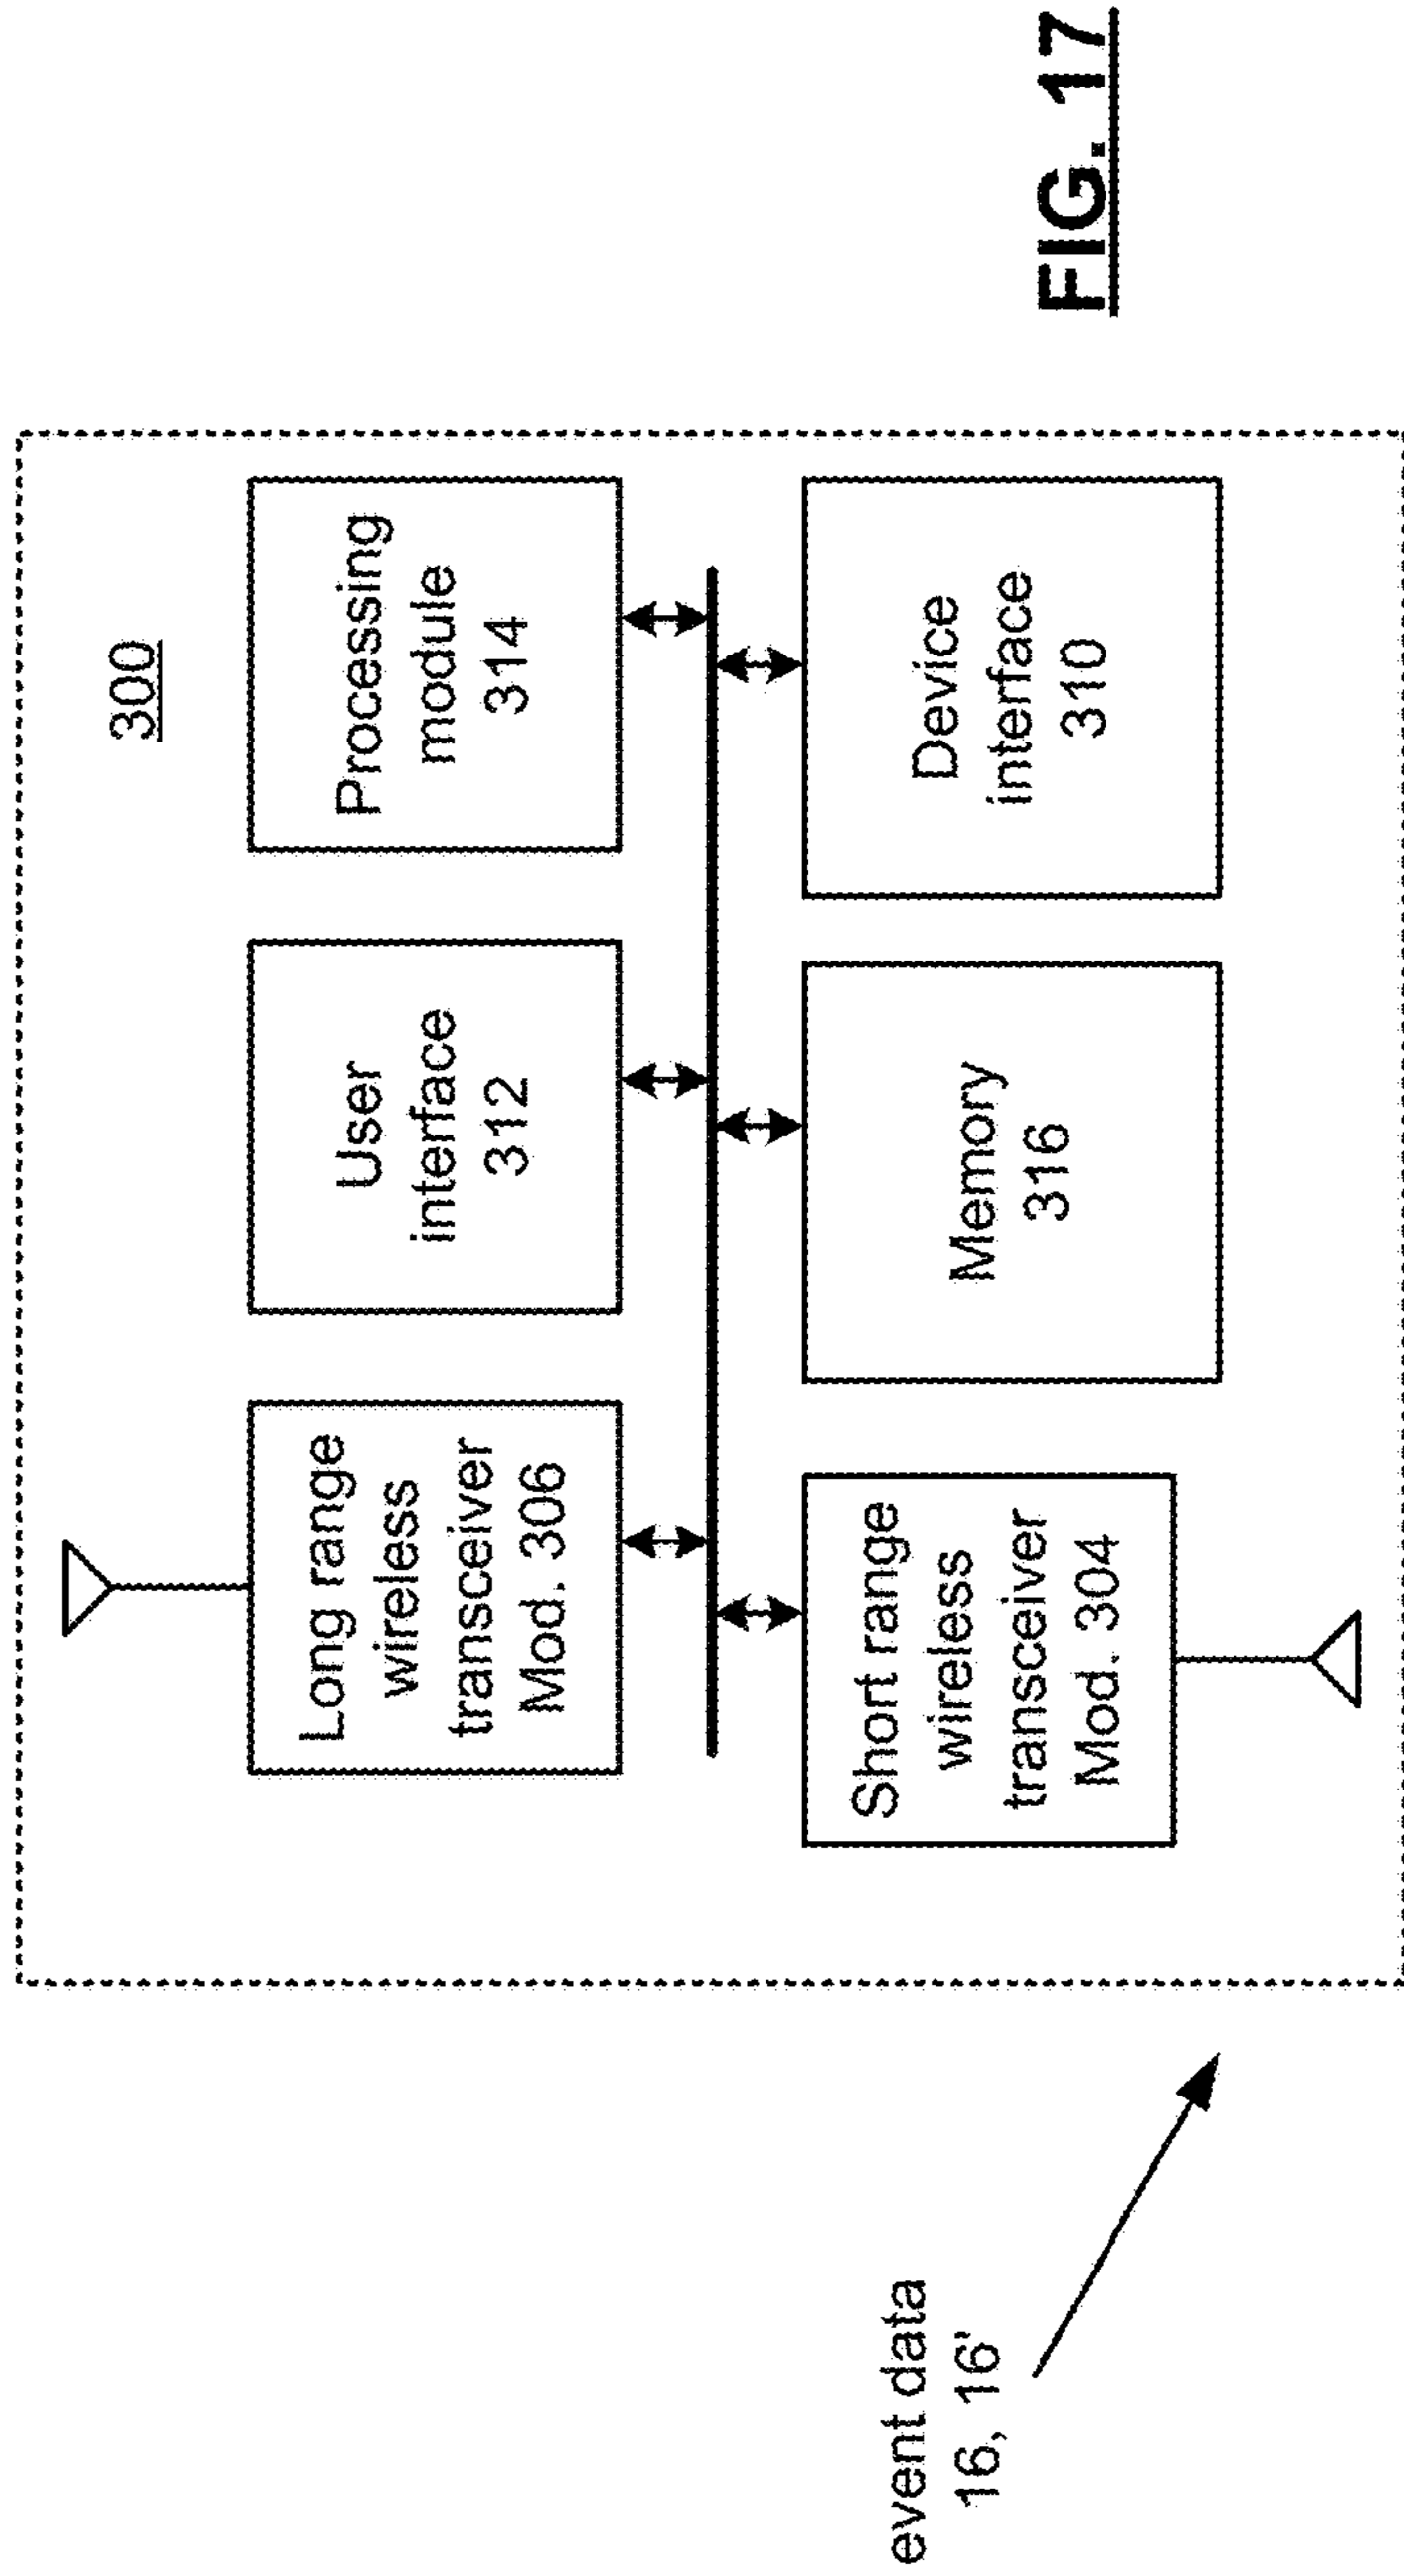 300
Long range
wireless
transceiver
Mod. 306
User
interface
312
Processing
module
314
Short range
wireless
transceiver
Mod. 304
Memory
316
Device
interface
310
event data
16, 16'
FIG. 17